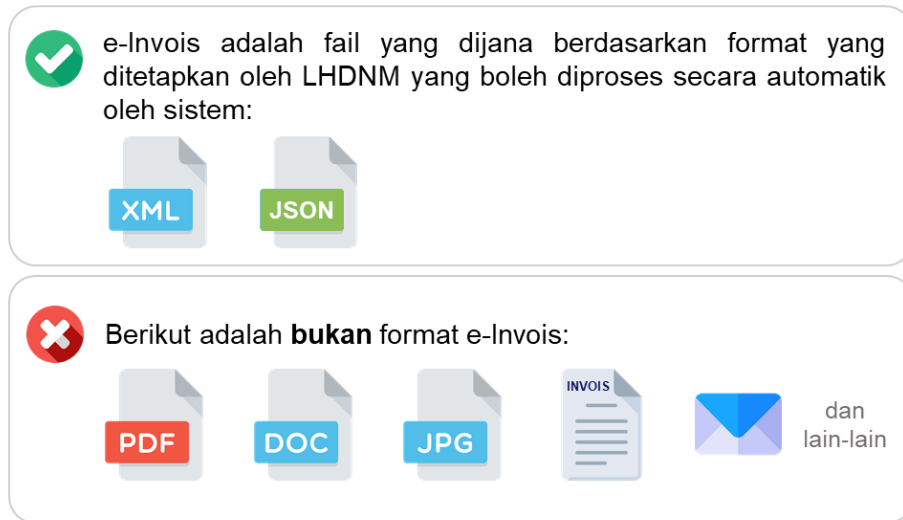 e-Invois adalah fail yang dijana berdasarkan format yang
ditetapkan oleh LHDNM yang boleh diproses secara automatik
oleh sistem:
XML JSON
Berikut adalah bukan format e-Invois:
INVOIS
PDF DOC JPG
dan
lain-lain